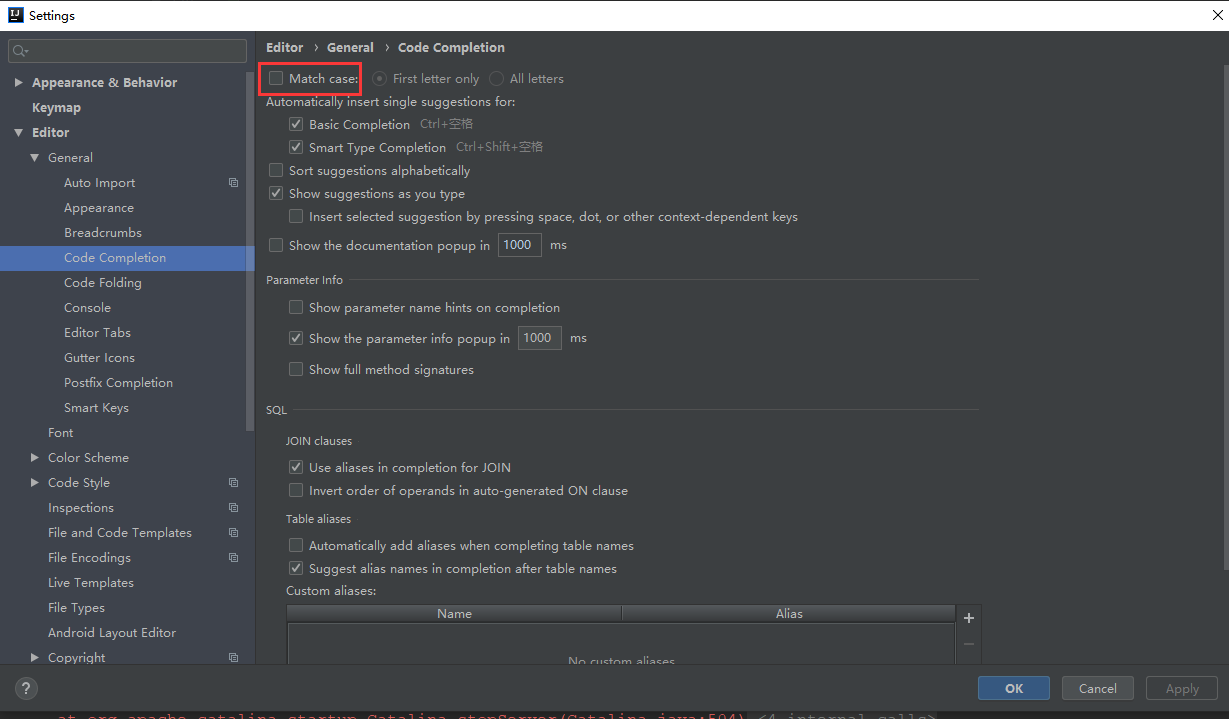 Settings
Editor › General › Code Completion
Match case: First letter only All letters
Automatically insert single suggestions for:
Basic Completion Ctrl+空格
Smart Type Completion Ctrl+Shift+空格
Sort suggestions alphabetically
Show suggestions as you type
Insert selected suggestion by pressing space, dot, or other context-dependent keys
Show the documentation popup in 1000 ms
Parameter Info
Show parameter name hints on completion
Show the parameter info popup in 1000 ms
Show full method signatures
SQL
JOIN clauses
Use aliases in completion for JOIN
Invert order of operands in auto-generated ON clause
Table aliases
Automatically add aliases when completing table names
Suggest alias names in completion after table names
Custom aliases:
Name Alias
No custom aliases
Appearance & Behavior
Keymap
Editor
General
Auto Import
Appearance
Breadcrumbs
Code Completion
Code Folding
Console
Editor Tabs
Gutter Icons
Postfix Completion
Smart Keys
Font
Color Scheme
Code Style
Inspections
File and Code Templates
File Encodings
Live Templates
File Types
Android Layout Editor
Copyright
?
OK Cancel Apply
at org.apache.catalina.startup.Catalina.stopServer(Catalina.java:504) <4 internal calls>